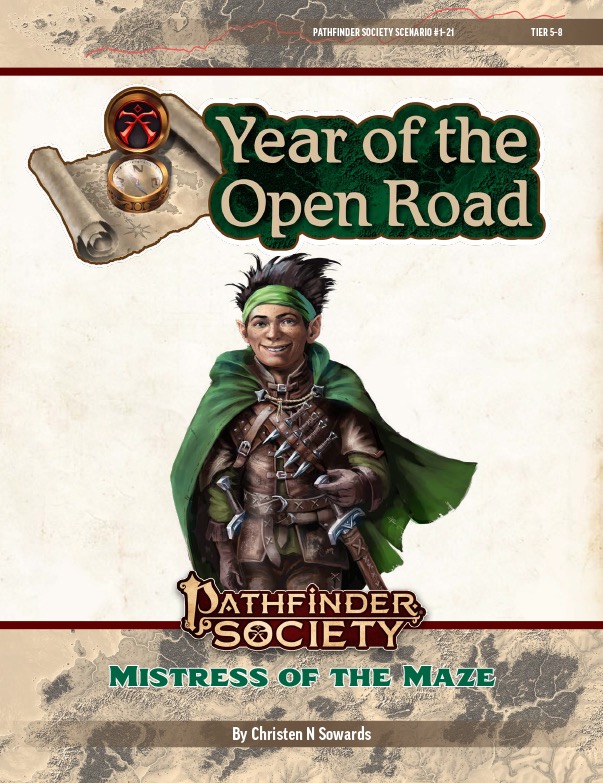 PATHFINDER SOCIETY SCENARIO #1-21 TIER 5-8
Year of the
Open Road
N
PATHFINDER
SOCIETY
MISTRESS OF THE MAZE
By Christen N Sowards